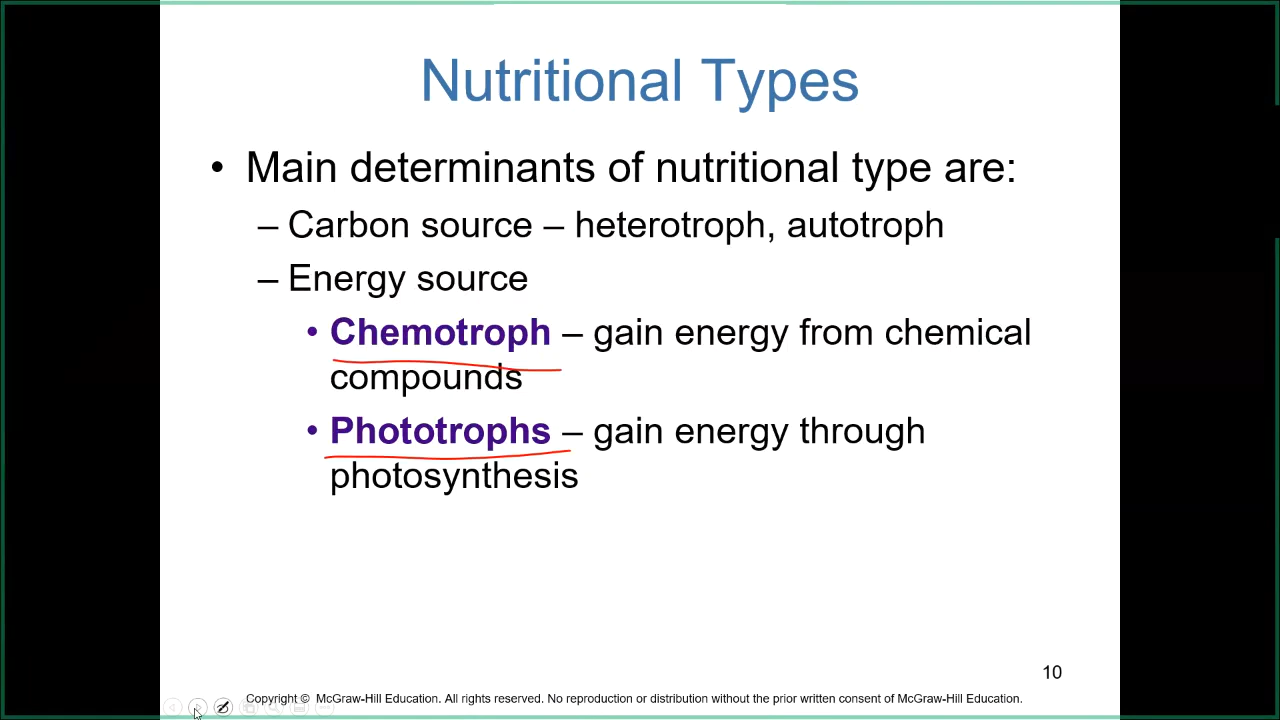 Nutritional Types
• Main determinants of nutritional type are:
– Carbon source – heterotroph, autotroph
– Energy source
• Chemotroph – gain energy from chemical
compounds
• Phototrophs – gain energy through
photosynthesis
10
Copyright © McGraw-Hill Education. All rights reserved. No reproduction or distribution without the prior written consent of McGraw-Hill Education.